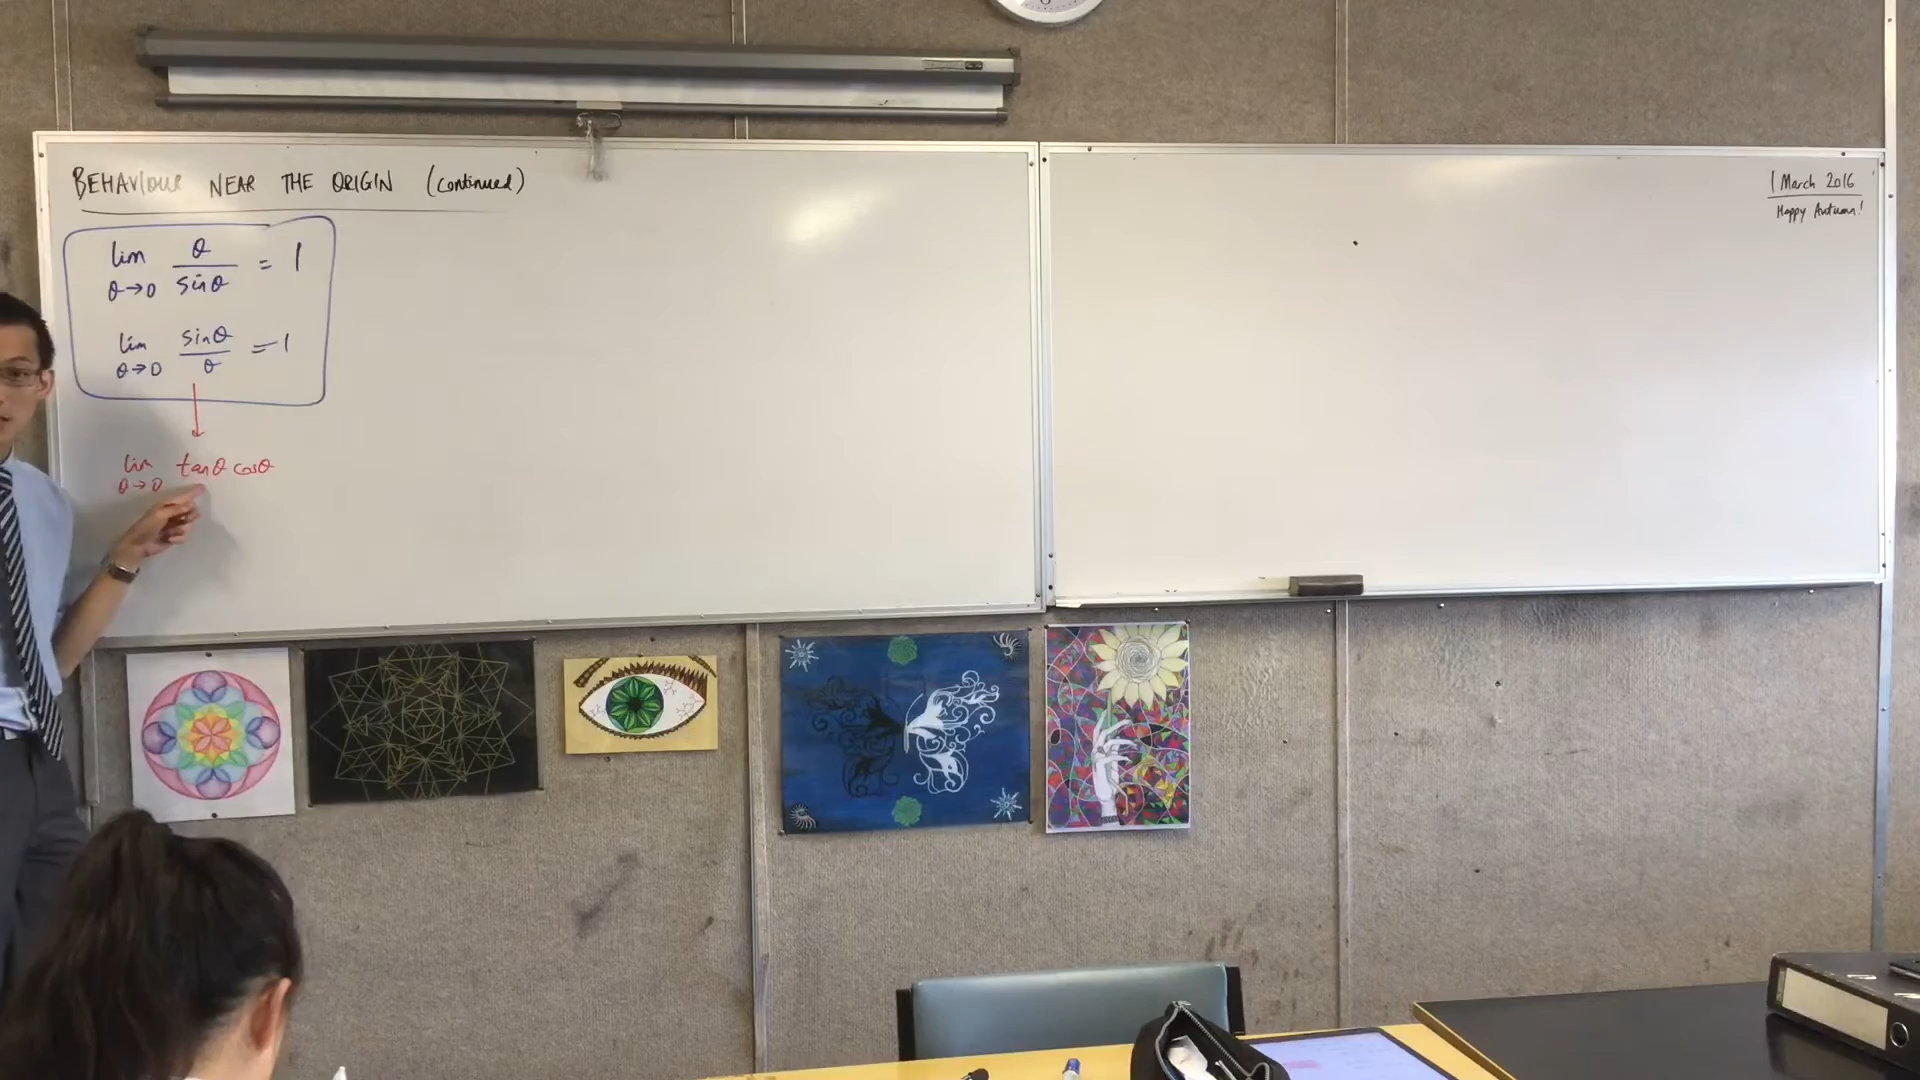 BEHAVIOUR NEAR THE ORIGIN (continued)
lim θ→0 θ/sinθ = 1
lim θ→0 sinθ/θ = 1
lim θ→0 tanθ cosθ
1 March 2016
Happy Autumn!